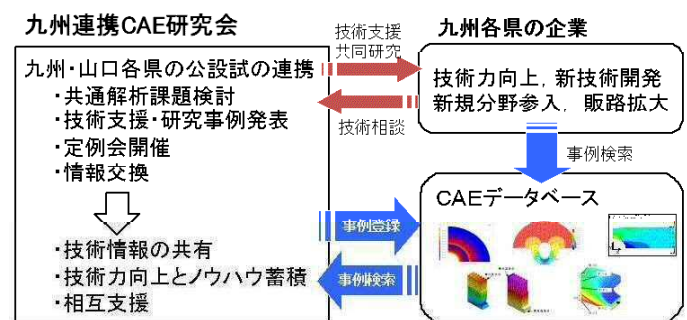 九州連携CAE研究会
九州・山口各県の公設試の連携
・共通解析課題検討
・技術支援・研究事例発表
・定例会開催
・情報交換
・技術情報の共有
・技術力向上とノウハウ蓄積
・相互支援
技術支援
共同研究
技術相談
九州各県の企業
技術力向上，新技術開発
新規分野参入，販路拡大
事例検索
事例登録
事例検索
CAEデータベース